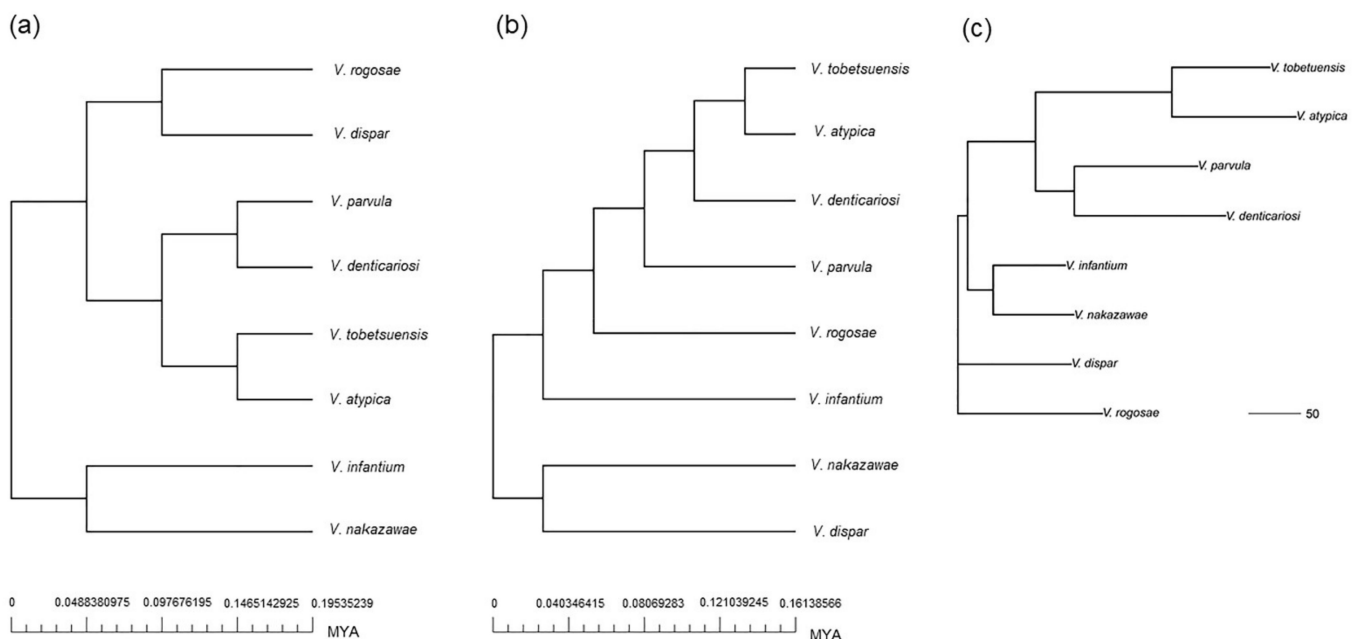 (a)
V. rogosae
V. dispar
V. parvula
V. denticariosi
V. tobetsuensis
V. atypica
V. infantium
V. nakazawae
0 0.0488380975 0.097676195 0.1465142925 0.19535239
MYA
(b)
V. tobetsuensis
V. atypica
V. denticariosi
V. parvula
V. rogosae
V. infantium
V. nakazawae
V. dispar
0 0.040346415 0.08069283 0.121039245 0.16138566
MYA
(c)
V. tobetuensis
V. atypica
V. parvula
V. denticariosi
V. infantium
V. nakazawae
V. dispar
V. rogosae
50